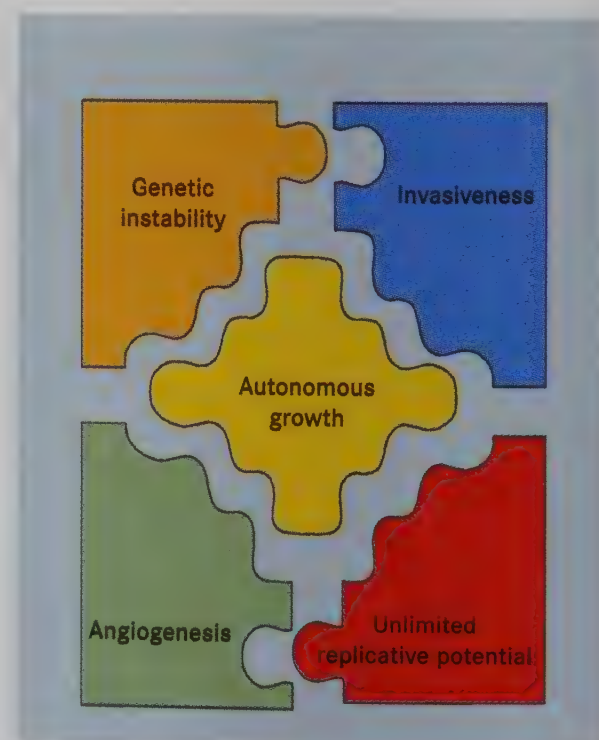 Genetic
instability
Invasiveness
Autonomous
growth
Angiogenesis
Unlimited
replicative potential